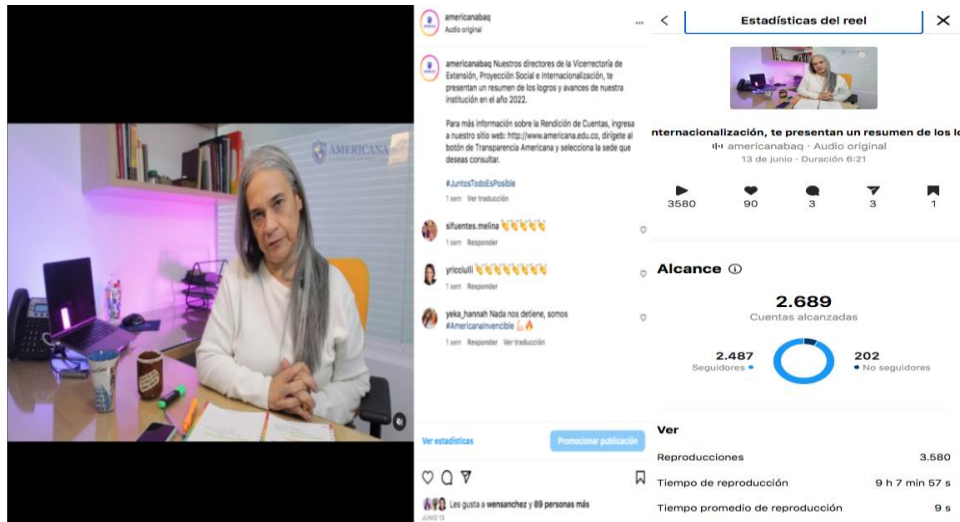 AMERICANA
americanabaq
Audio original
americanabaq Nuestros directores de la Vicerrectoría de
Extensión, Proyección Social e Internacionalización, te
presentan un resumen de los logros y avances de nuestra
institución en el año 2022.
Para más información sobre la Rendición de Cuentas, ingresa
a nuestro sitio web: http://www.americana.edu.co, dirígete al
botón de Transparencia Americana y selecciona la sede que
deseas consultar.
#JuntosTodoEsPosible
1 sem Ver traducción
sifuentes.melina 👏👏👏👏👏
1 sem Responder
yricciulli 👏👏👏👏👏👏👏👏
1 sem Responder
yeka_hannah Nada nos detiene, somos
#AmericanaInvencible 💪🔥
1 sem Responder Ver traducción
Ver estadísticas
Promocionar publicación
Les gusta a wensanchez y 89 personas más
JUNIO 13
Estadísticas del reel
nternacionalización, te presentan un resumen de los lo
americanabaq · Audio original
13 de junio · Duración 6:21
3580 90 3 3 1
Alcance
2.689
Cuentas alcanzadas
2.487
Seguidores
202
No seguidores
Ver
Reproducciones 3.580
Tiempo de reproducción 9 h 7 min 57 s
Tiempo promedio de reproducción 9 s